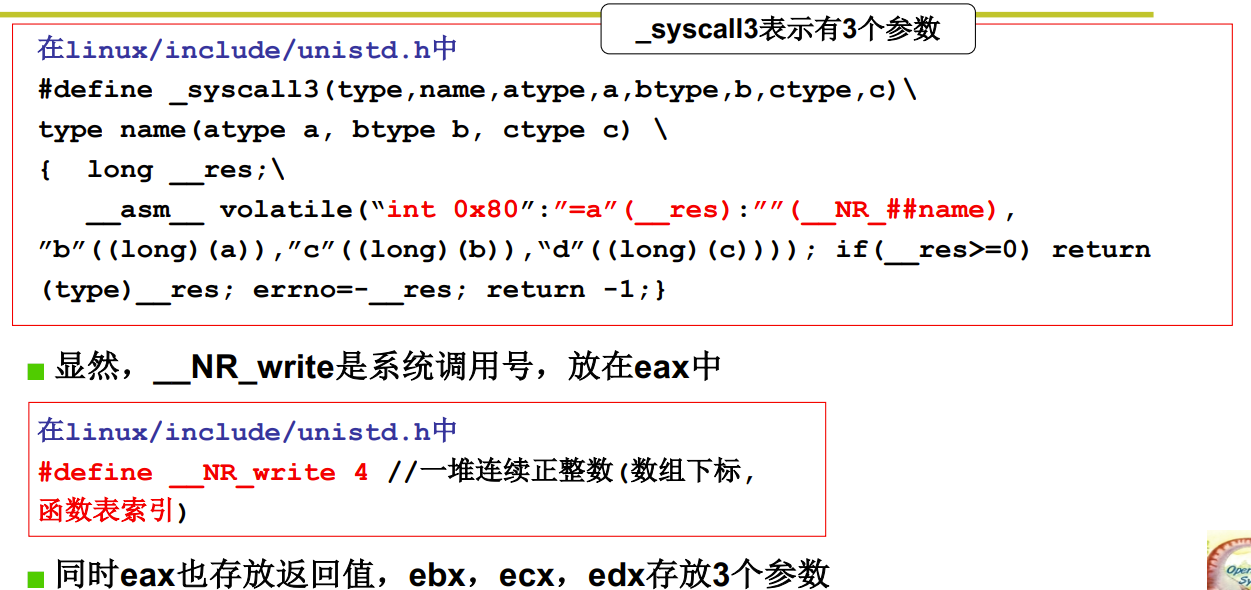 _syscall3表示有3个参数
在linux/include/unistd.h中
#define _syscall3(type,name,atype,a,btype,b,ctype,c)\
type name(atype a, btype b, ctype c) \
{  long __res;\
__asm__ volatile(“int 0x80”:”=a”(__res):””(__NR_##name),
”b”((long)(a)),”c”((long)(b)),“d”((long)(c)))); if(__res>=0) return
(type)__res; errno=-__res; return -1;}
显然，__NR_write是系统调用号，放在eax中
在linux/include/unistd.h中
#define __NR_write 4 //一堆连续正整数(数组下标,
函数表索引)
同时eax也存放返回值，ebx，ecx，edx存放3个参数